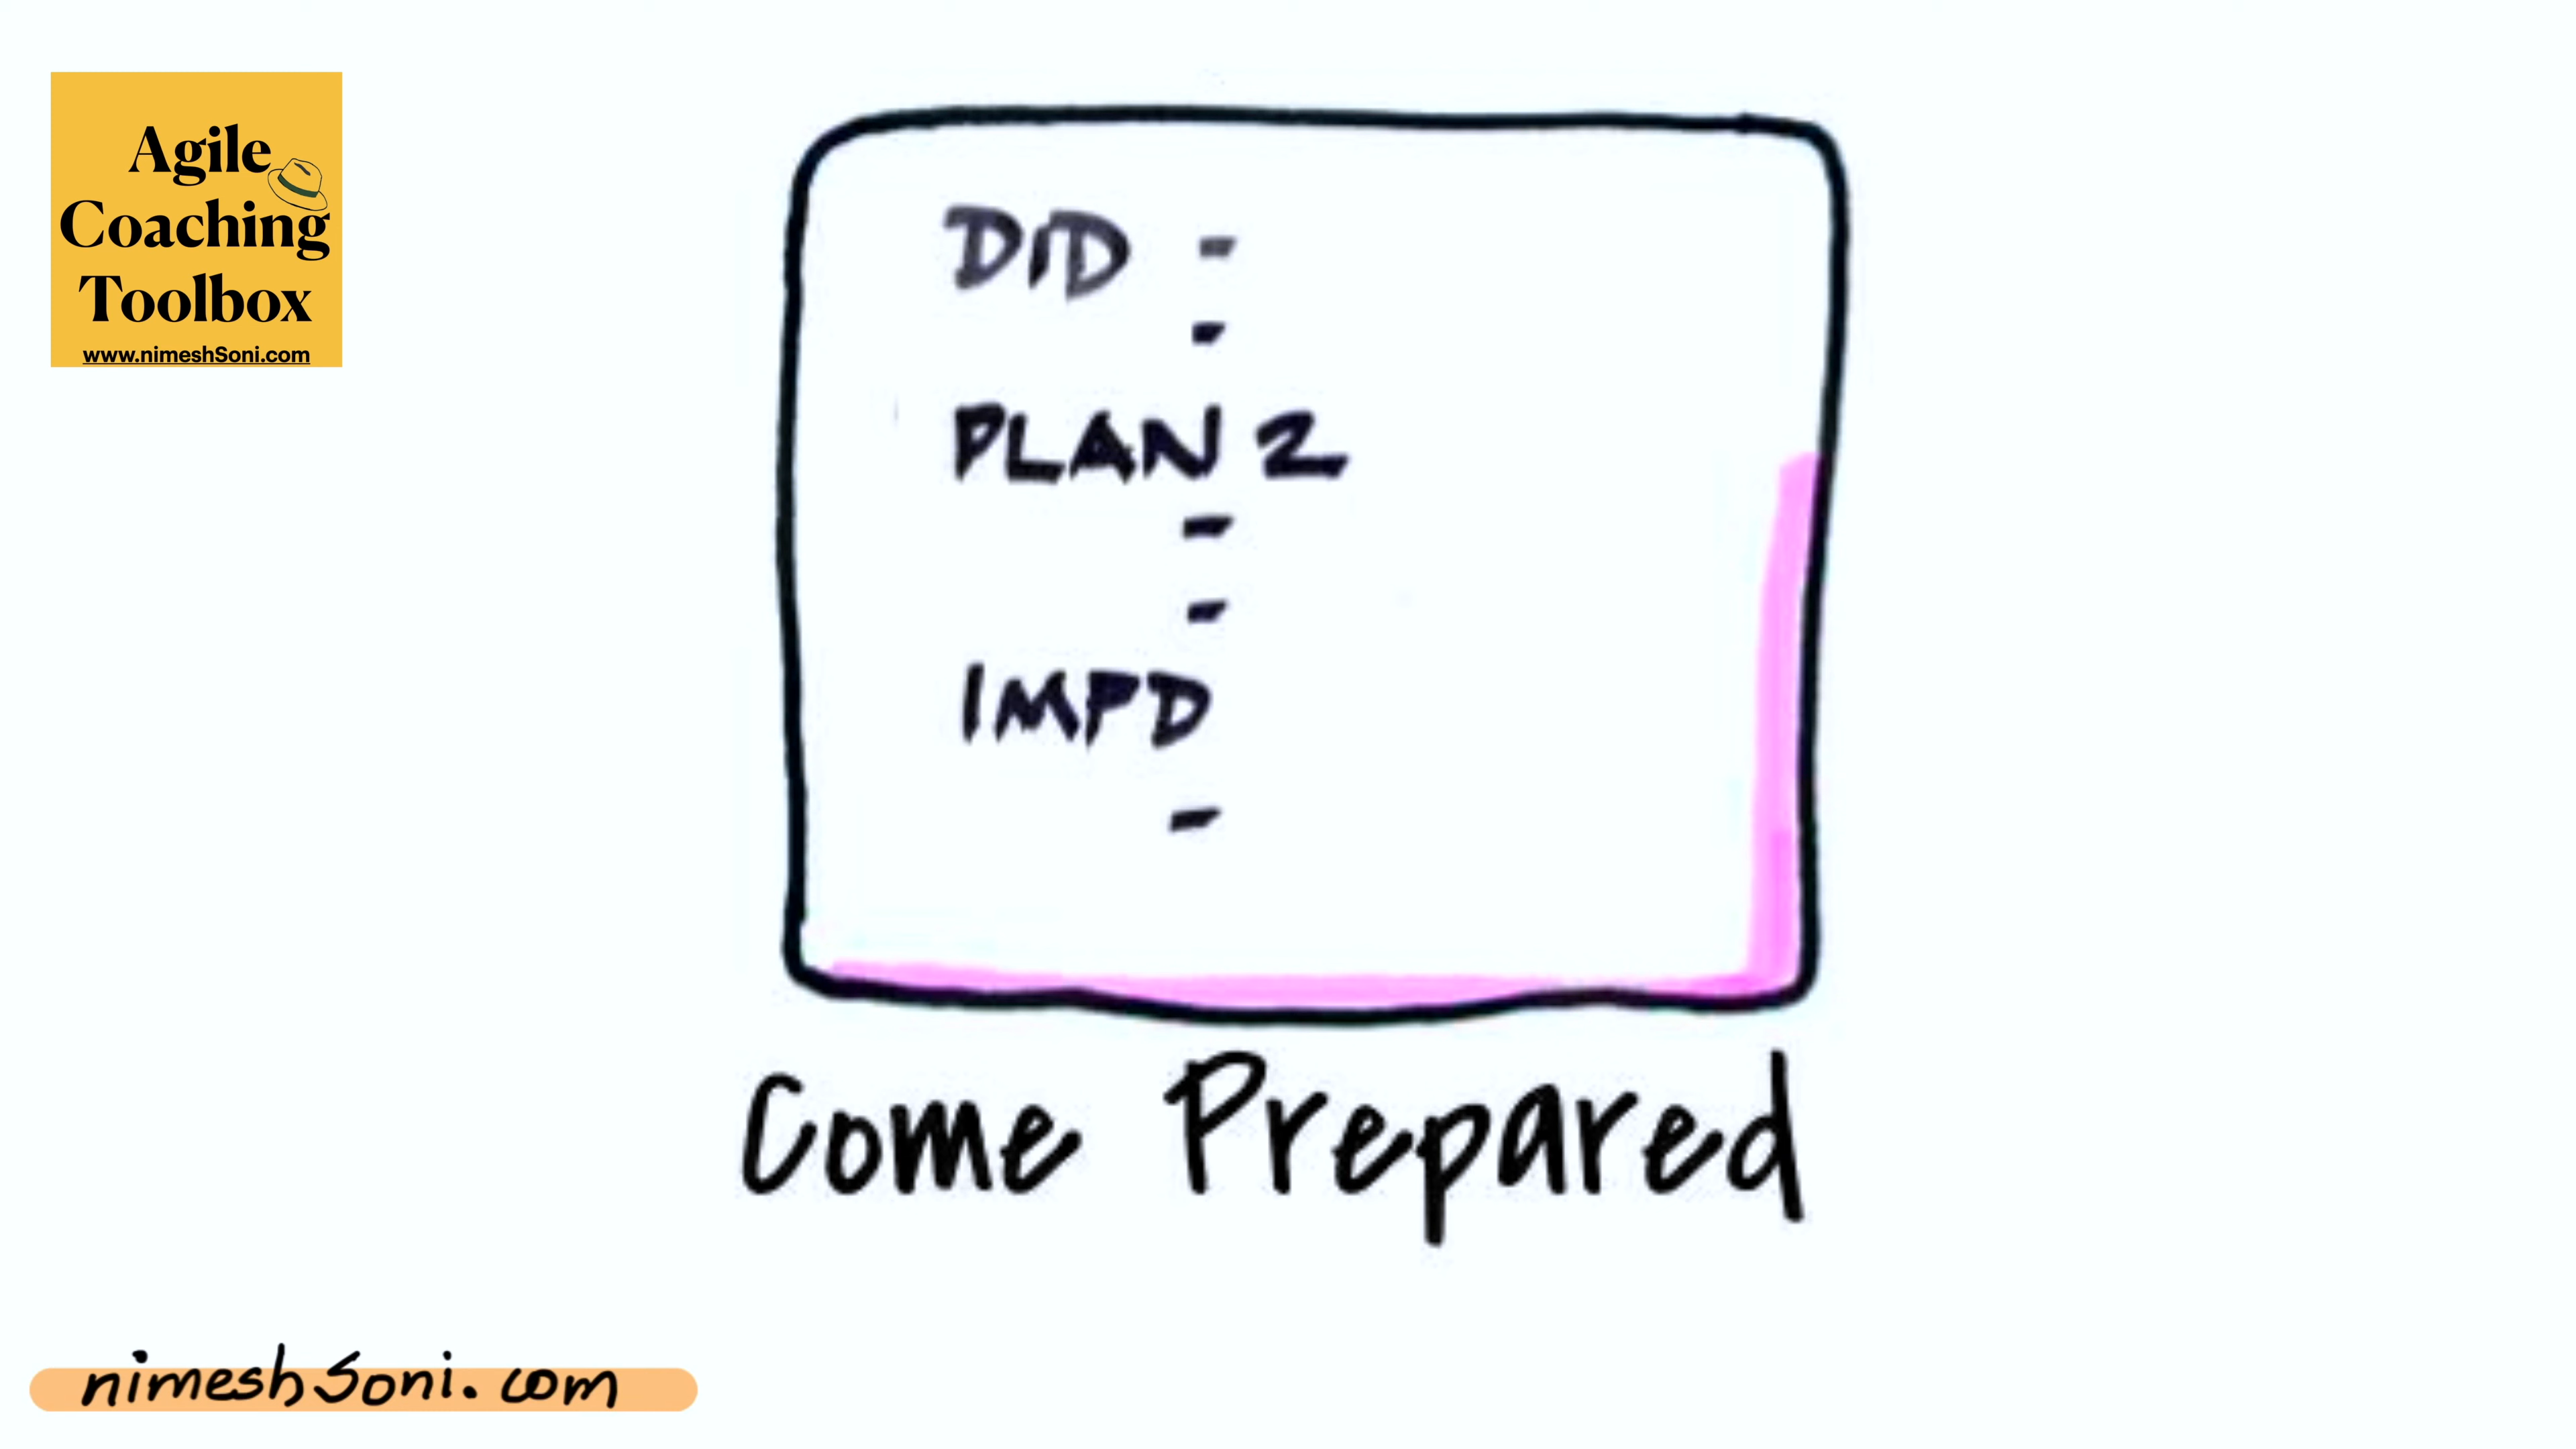 Agile
Coaching
Toolbox
www.nimeshSoni.com
DID -
-
PLAN 2
-
-
IMPD
-
Come Prepared
nimeshSoni.com